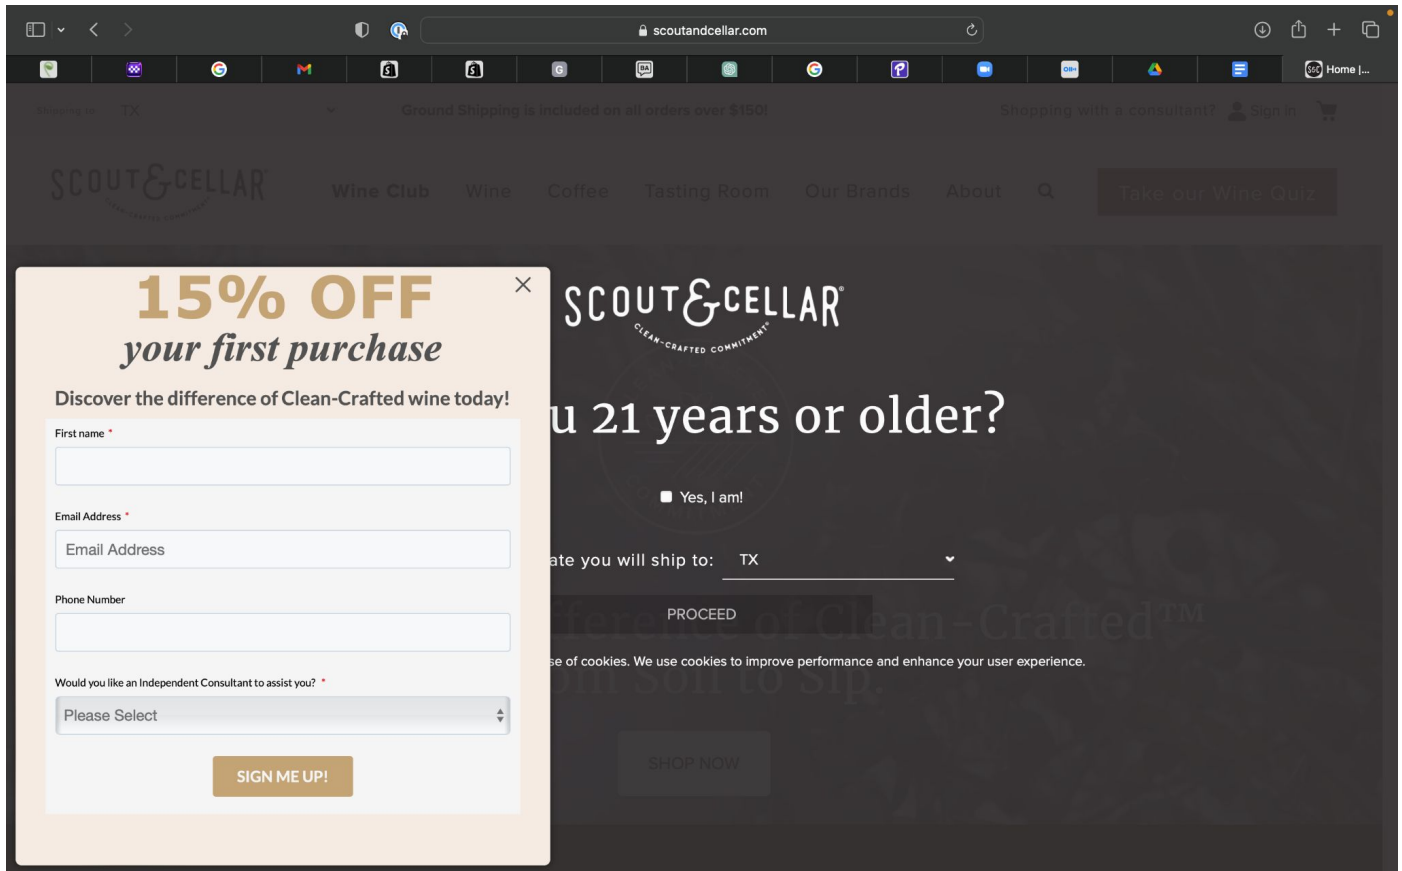 scoutandcellar.com
Home |...
Shipping to TX
Ground Shipping is included on all orders over $150!
Shopping with a consultant? Sign in
SCOUT & CELLAR®
CLEAN-CRAFTED COMMITMENT
Wine Club Wine Coffee Tasting Room Our Brands About Take our Wine Quiz
15% OFF
your first purchase
Discover the difference of Clean-Crafted wine today!
First name *
Email Address *
Email Address
Phone Number
Would you like an Independent Consultant to assist you? *
Please Select
SIGN ME UP!
SCOUT & CELLAR®
CLEAN-CRAFTED COMMITMENT®
u 21 years or older?
Yes, I am!
ate you will ship to: TX
PROCEED
fference of Clean-Crafted™
se of cookies. We use cookies to improve performance and enhance your user experience.
om Soil to Sip.
SHOP NOW